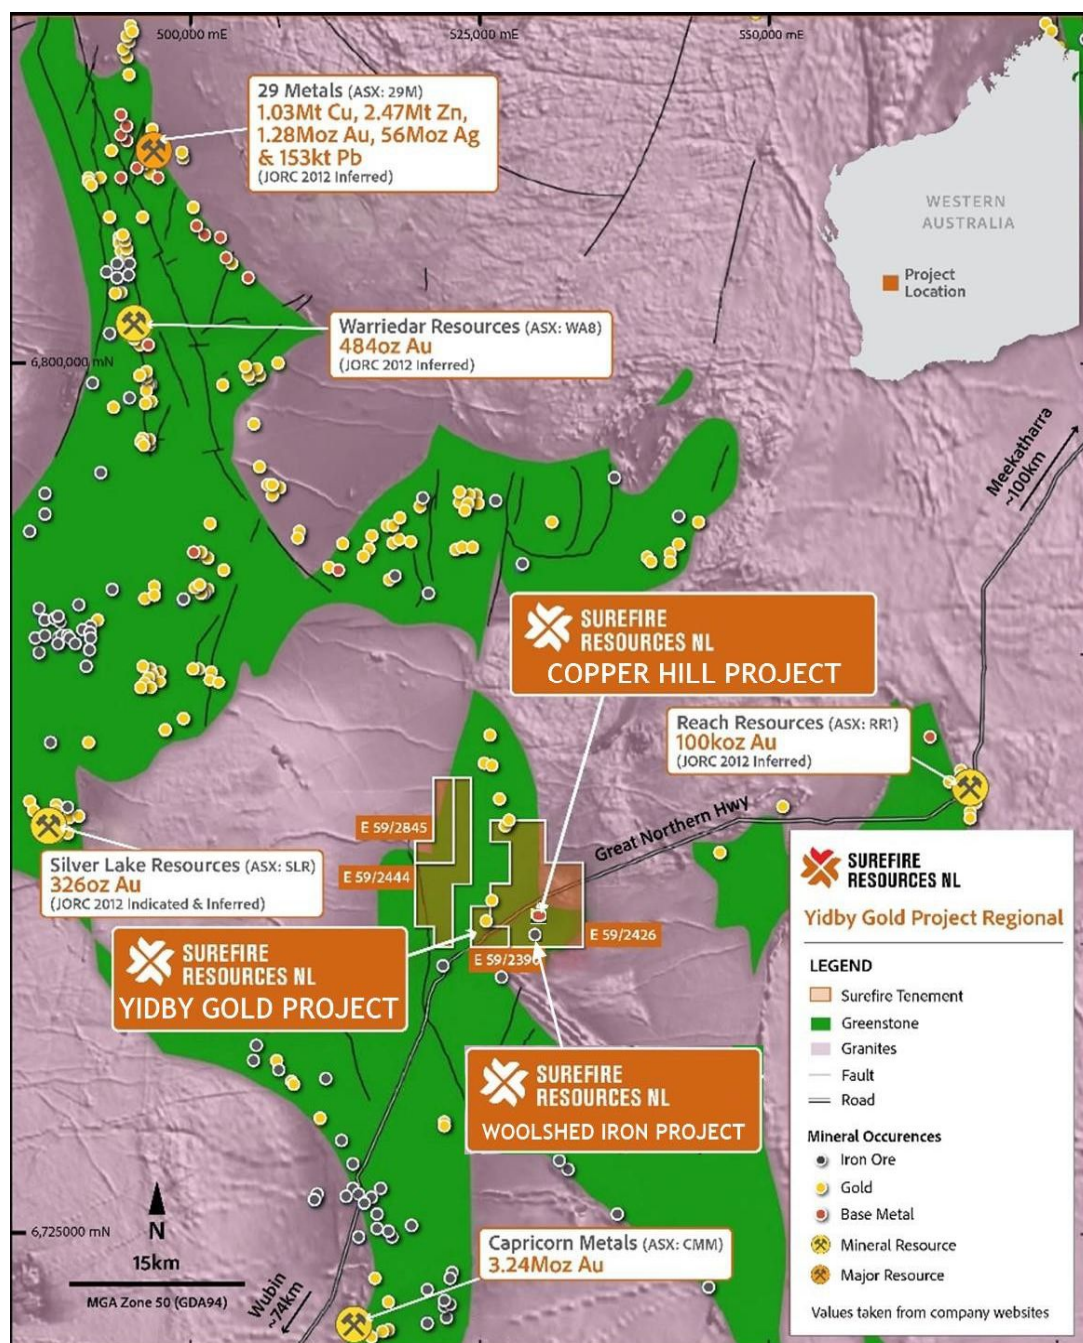 500,000 mE
525,000 mE
550,000 mE
29 Metals (ASX: 29M)
1.03Mt Cu, 2.47Mt Zn,
1.28Moz Au, 56Moz Ag
& 153kt Pb
(JORC 2012 Inferred)
WESTERN
AUSTRALIA
Project
Location
Warriedar Resources (ASX: WA8)
484oz Au
(JORC 2012 Inferred)
6,800,000 mN
Meekatharra
~100km
SUREFIRE
RESOURCES NL
COPPER HILL PROJECT
Reach Resources (ASX: RR1)
100koz Au
(JORC 2012 Inferred)
Great Northern Hwy
E 59/2845
E 59/2444
Silver Lake Resources (ASX: SLR)
326oz Au
(JORC 2012 Indicated & Inferred)
E 59/2426
E 59/2390
SUREFIRE
RESOURCES NL
YIDBY GOLD PROJECT
SUREFIRE
RESOURCES NL
WOOLSHED IRON PROJECT
SUREFIRE
RESOURCES NL
Yidby Gold Project Regional
LEGEND
Surefire Tenement
Greenstone
Granites
Fault
Road
Mineral Occurences
Iron Ore
Gold
Base Metal
Mineral Resource
Major Resource
Values taken from company websites
6,725000 mN
N
15km
MGA Zone 50 (GDA94)
Wubin
~74km
Capricorn Metals (ASX: CMM)
3.24Moz Au